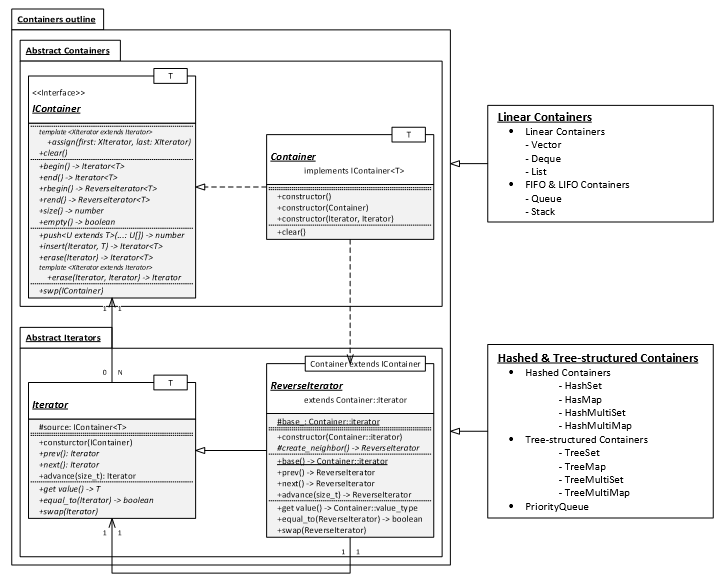 Containers outline
Abstract Containers
T
<<Interface>>
IContainer
template <XIterator extends Iterator>
+assign(first: XIterator, last: XIterator)
+clear()
+begin() -> Iterator<T>
+end() -> Iterator<T>
+rbegin() -> ReverseIterator<T>
+rend() -> ReverseIterator<T>
+size() -> number
+empty() -> boolean
+push<U extends T>(...: U[]) -> number
+insert(Iterator, T) -> Iterator<T>
+erase(Iterator) -> Iterator<T>
template <XIterator extends Iterator>
+erase(Iterator, Iterator) -> Iterator
+swp(IContainer)
T
Container
implements IContainer<T>
+constructor()
+constructor(Container)
+constructor(Iterator, Iterator)
+clear()
Linear Containers
• Linear Containers
- Vector
- Deque
- List
• FIFO & LIFO Containers
- Queue
- Stack
1 1
Abstract Iterators
0 N
T
Iterator
#source: IContainer<T>
+consturctor(IContainer)
+prev(): Iterator
+next(): Iterator
+advance(size_t): Iterator
+get value() -> T
+equal_to(Iterator) -> boolean
+swap(Iterator)
Container extends IContainer
ReverseIterator
extends Container::Iterator
#base_: Container::iterator
+constructor(Container::iterator)
#create_neighbor() -> ReverseIterator
+base() -> Container::iterator
+prev() -> ReverseIterator
+next() -> ReverseIterator
+advance(size_t) -> ReverseIterator
+get value() -> Container::value_type
+equal_to(ReverseIterator) -> boolean
+swap(ReverseIterator)
1 1
1 1
Hashed & Tree-structured Containers
• Hashed Containers
- HashSet
- HasMap
- HashMultiSet
- HashMultiMap
• Tree-structured Containers
- TreeSet
- TreeMap
- TreeMultiSet
- TreeMultiMap
• PriorityQueue